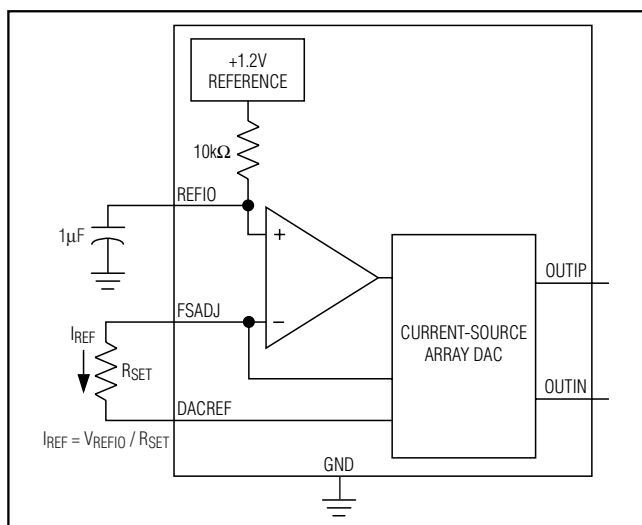 +1.2V
REFERENCE
10kΩ
REFIO
1μF
+
OUTIP
FSADJ
−
CURRENT-SOURCE
ARRAY DAC
IREF
RSET
OUTIN
DACREF
IREF = VREFIO / RSET
GND